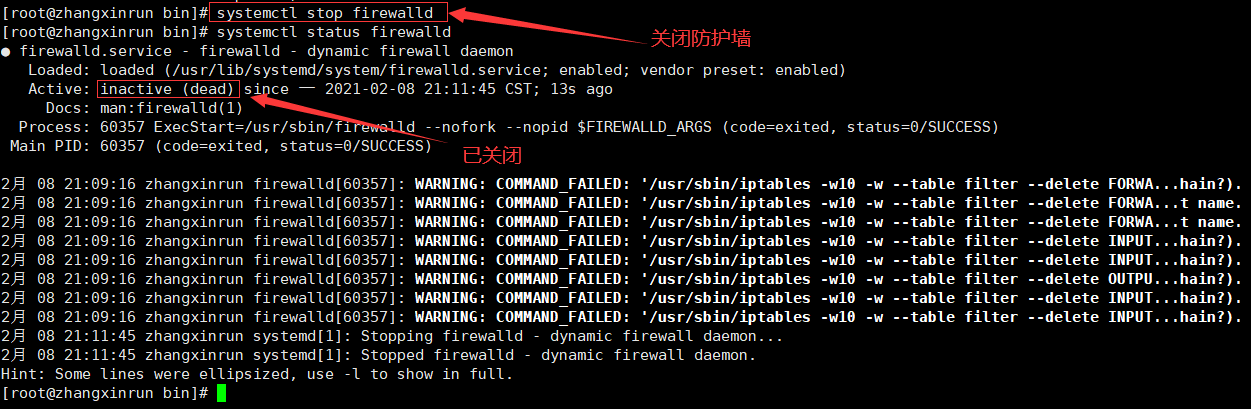 [root@zhangxinrun bin]# systemctl stop firewalld
关闭防护墙
[root@zhangxinrun bin]# systemctl status firewalld
● firewalld.service - firewalld - dynamic firewall daemon
Loaded: loaded (/usr/lib/systemd/system/firewalld.service; enabled; vendor preset: enabled)
Active: inactive (dead) since 一 2021-02-08 21:11:45 CST; 13s ago
Docs: man:firewalld(1)
Process: 60357 ExecStart=/usr/sbin/firewalld --nofork --nopid $FIREWALLD_ARGS (code=exited, status=0/SUCCESS)
Main PID: 60357 (code=exited, status=0/SUCCESS)
已关闭
2月 08 21:09:16 zhangxinrun firewalld[60357]: WARNING: COMMAND_FAILED: '/usr/sbin/iptables -w10 -w --table filter --delete FORWA...hain?).
2月 08 21:09:16 zhangxinrun firewalld[60357]: WARNING: COMMAND_FAILED: '/usr/sbin/iptables -w10 -w --table filter --delete FORWA...t name.
2月 08 21:09:16 zhangxinrun firewalld[60357]: WARNING: COMMAND_FAILED: '/usr/sbin/iptables -w10 -w --table filter --delete FORWA...t name.
2月 08 21:09:16 zhangxinrun firewalld[60357]: WARNING: COMMAND_FAILED: '/usr/sbin/iptables -w10 -w --table filter --delete INPUT...hain?).
2月 08 21:09:16 zhangxinrun firewalld[60357]: WARNING: COMMAND_FAILED: '/usr/sbin/iptables -w10 -w --table filter --delete INPUT...hain?).
2月 08 21:09:16 zhangxinrun firewalld[60357]: WARNING: COMMAND_FAILED: '/usr/sbin/iptables -w10 -w --table filter --delete OUTPU...hain?).
2月 08 21:09:16 zhangxinrun firewalld[60357]: WARNING: COMMAND_FAILED: '/usr/sbin/iptables -w10 -w --table filter --delete INPUT...hain?).
2月 08 21:09:16 zhangxinrun firewalld[60357]: WARNING: COMMAND_FAILED: '/usr/sbin/iptables -w10 -w --table filter --delete INPUT...hain?).
2月 08 21:11:45 zhangxinrun systemd[1]: Stopping firewalld - dynamic firewall daemon...
2月 08 21:11:45 zhangxinrun systemd[1]: Stopped firewalld - dynamic firewall daemon.
Hint: Some lines were ellipsized, use -l to show in full.
[root@zhangxinrun bin]#